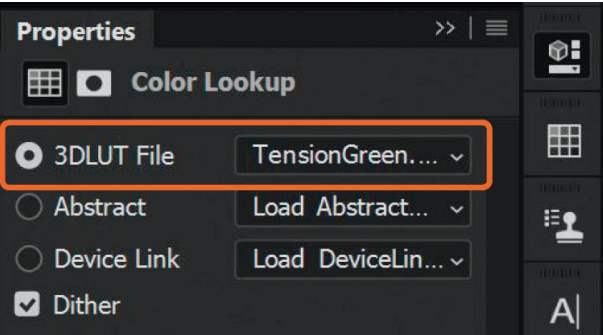 Properties
Color Lookup
3DLUT File TensionGreen....
Abstract Load Abstract...
Device Link Load DeviceLin...
Dither
A|